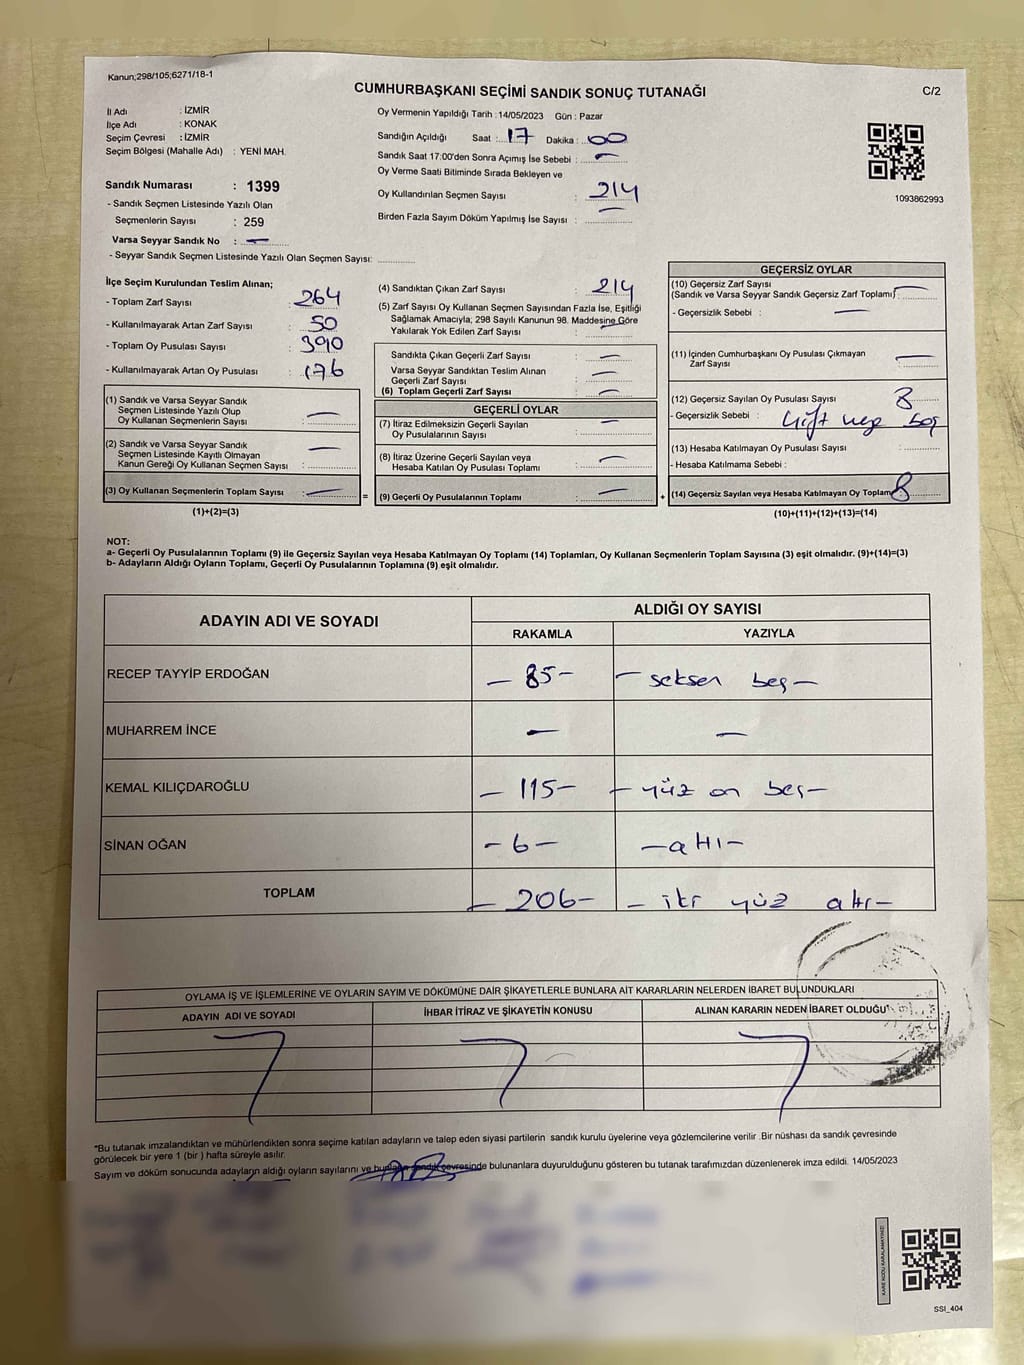 Kanun;298/105;6271/18-1
CUMHURBAŞKANI SEÇİMİ SANDIK SONUÇ TUTANAĞI
C/2
İl Adı : İZMİR
İlçe Adı : KONAK
Seçim Çevresi : İZMİR
Seçim Bölgesi (Mahalle Adı) : YENİ MAH.
Sandık Numarası : 1399
- Sandık Seçmen Listesinde Yazılı Olan
Seçmenlerin Sayısı : 259
Varsa Seyyar Sandık No : —
- Seyyar Sandık Seçmen Listesinde Yazılı Olan Seçmen Sayısı:
Oy Vermenin Yapıldığı Tarih : 14/05/2023 Gün : Pazar
Sandığın Açıldığı Saat : 17 Dakika : 00
Sandık Saat 17:00'den Sonra Açımış İse Sebebi : —
Oy Verme Saati Bitiminde Sırada Bekleyen ve
Oy Kullandırılan Seçmen Sayısı : 214
Birden Fazla Sayım Döküm Yapılmış İse Sayısı : —
1093862993
İlçe Seçim Kurulundan Teslim Alınan;
- Toplam Zarf Sayısı : 264
- Kullanılmayarak Artan Zarf Sayısı : 50
- Toplam Oy Pusulası Sayısı : 390
- Kullanılmayarak Artan Oy Pusulası : 176
(1) Sandık ve Varsa Seyyar Sandık
Seçmen Listesinde Yazılı Olup
Oy Kullanan Seçmenlerin Sayısı : —
(2) Sandık ve Varsa Seyyar Sandık
Seçmen Listesinde Kayıtlı Olmayan
Kanun Gereği Oy Kullanan Seçmen Sayısı : —
(3) Oy Kullanan Seçmenlerin Toplam Sayısı : —
(1)+(2)=(3)
(4) Sandıktan Çıkan Zarf Sayısı : 214
(5) Zarf Sayısı Oy Kullanan Seçmen Sayısından Fazla İse, Eşitliği
Sağlamak Amacıyla; 298 Sayılı Kanunun 98. Maddesine Göre
Yakılarak Yok Edilen Zarf Sayısı : —
Sandıkta Çıkan Geçerli Zarf Sayısı : —
Varsa Seyyar Sandıktan Teslim Alınan
Geçerli Zarf Sayısı : —
(6) Toplam Geçerli Zarf Sayısı : —
GEÇERLİ OYLAR
(7) İtiraz Edilmeksizin Geçerli Sayılan
Oy Pusulalarının Sayısı : —
(8) İtiraz Üzerine Geçerli Sayılan veya
Hesaba Katılan Oy Pusulası Toplamı : —
= (9) Geçerli Oy Pusulalarının Toplamı : —
GEÇERSİZ OYLAR
(10) Geçersiz Zarf Sayısı
(Sandık ve Varsa Seyyar Sandık Geçersiz Zarf Toplamı) : —
- Geçersizlik Sebebi : —
(11) İçinden Cumhurbaşkanı Oy Pusulası Çıkmayan
Zarf Sayısı : —
(12) Geçersiz Sayılan Oy Pusulası Sayısı : 8
- Geçersizlik Sebebi : çift veya boş
(13) Hesaba Katılmayan Oy Pusulası Sayısı :
- Hesaba Katılmama Sebebi :
+ (14) Geçersiz Sayılan veya Hesaba Katılmayan Oy Toplamı 8
(10)+(11)+(12)+(13)=(14)
NOT:
a- Geçerli Oy Pusulalarının Toplamı (9) ile Geçersiz Sayılan veya Hesaba Katılmayan Oy Toplamı (14) Toplamları, Oy Kullanan Seçmenlerin Toplam Sayısına (3) eşit olmalıdır. (9)+(14)=(3)
b- Adayların Aldığı Oyların Toplamı, Geçerli Oy Pusulalarının Toplamına (9) eşit olmalıdır.
ADAYIN ADI VE SOYADI
ALDIĞI OY SAYISI
RAKAMLA YAZIYLA
RECEP TAYYİP ERDOĞAN — 85 — — seksen beş —
MUHARREM İNCE — —
KEMAL KILIÇDAROĞLU — 115 — — yüz on beş —
SİNAN OĞAN — 6 — — altı —
TOPLAM — 206 — — iki yüz altı —
OYLAMA İŞ VE İŞLEMLERİNE VE OYLARIN SAYIM VE DÖKÜMÜNE DAİR ŞİKAYETLERLE BUNLARA AİT KARARLARIN NELERDEN İBARET BULUNDUKLARI
ADAYIN ADI VE SOYADI İHBAR İTİRAZ VE ŞİKAYETİN KONUSU ALINAN KARARIN NEDEN İBARET OLDUĞU
*Bu tutanak imzalandıktan ve mühürlendikten sonra seçime katılan adayların ve talep eden siyasi partilerin sandık kurulu üyelerine veya gözlemcilerine verilir .Bir nüshası da sandık çevresinde
görülecek bir yere 1 (bir ) hafta süreyle asılır.
Sayım ve döküm sonucunda adayların aldığı oyların sayılarını ve bunların sandık çevresinde bulunanlara duyurulduğunu gösteren bu tutanak tarafımızdan düzenlenerek imza edildi. 14/05/2023
KARE KODU KARALAMAYINIZ!
SSI_404